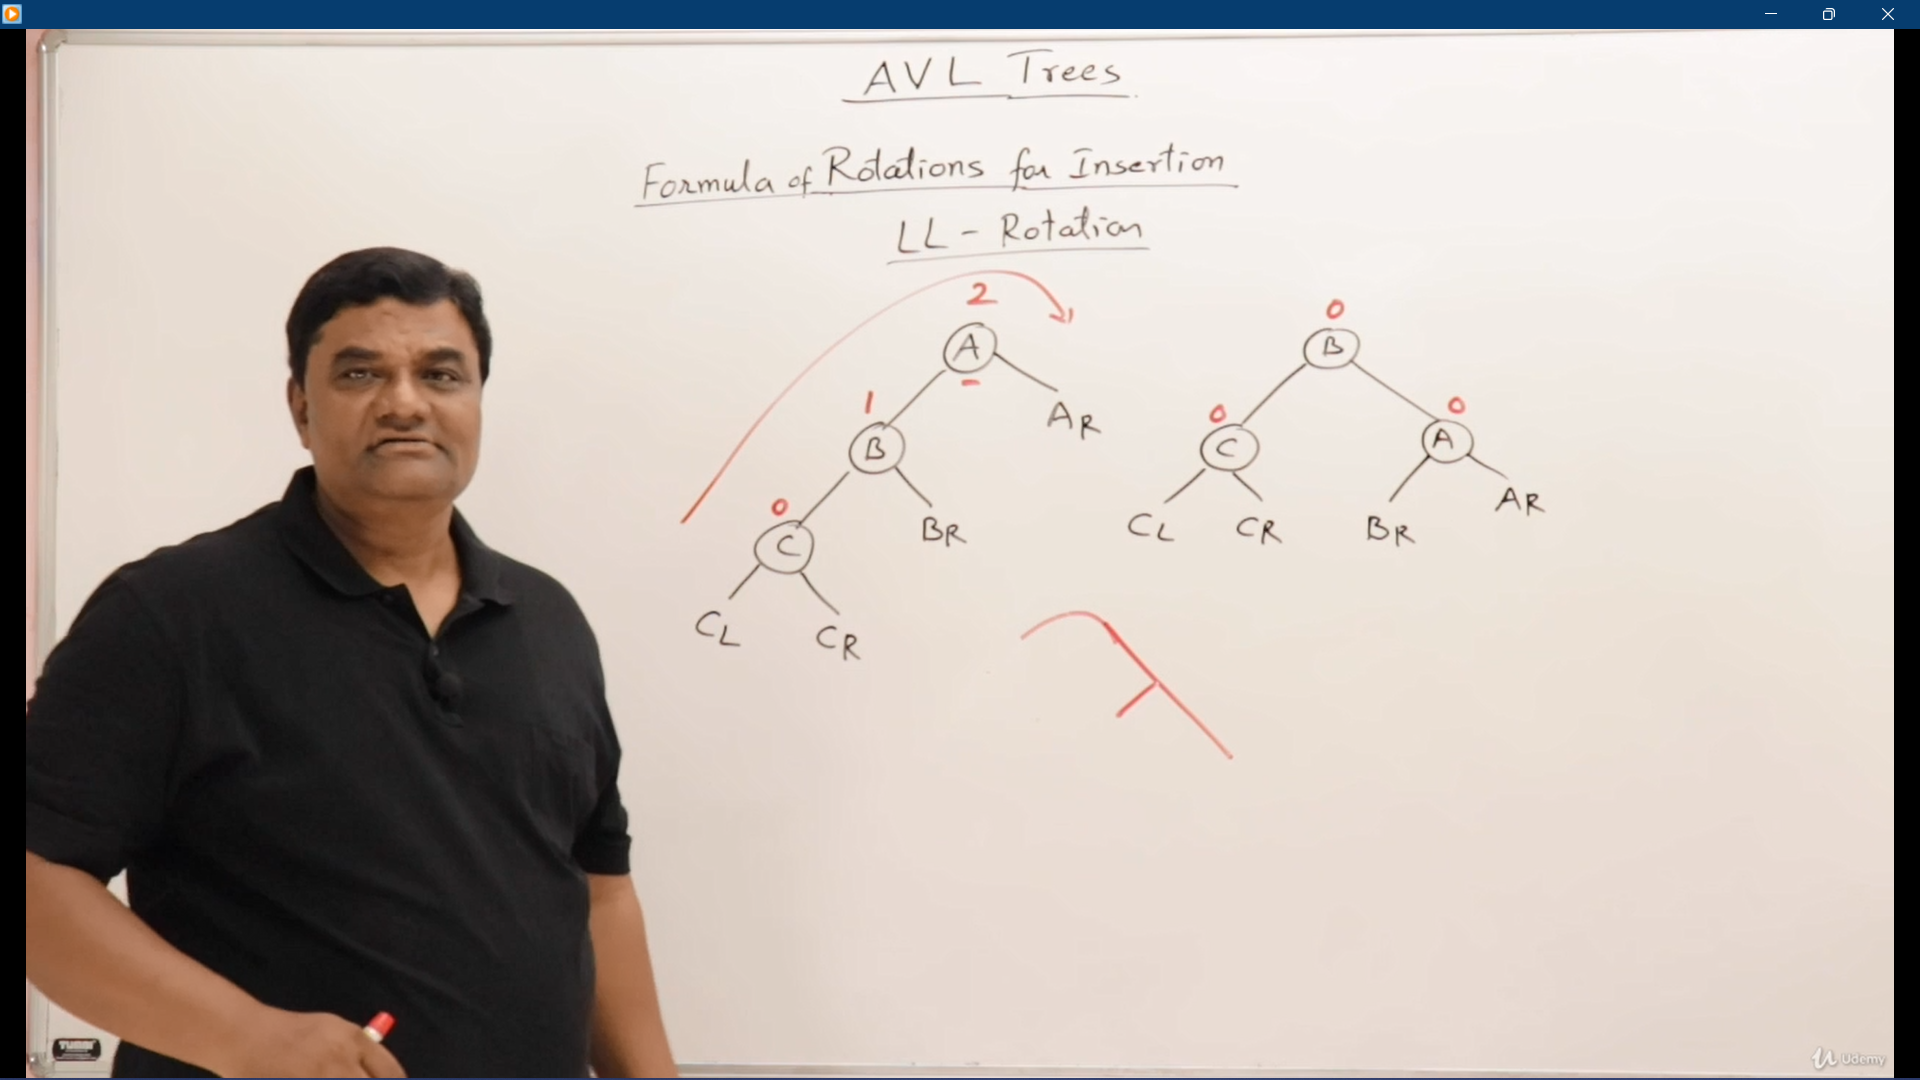 AVL Trees
Formula of Rotations for Insertion
LL - Rotation
2
0
A
B
1
0
0
AR
B
C
A
0
C
BR
CL
CR
BR
AR
CL
CR
TURBI
Udemy